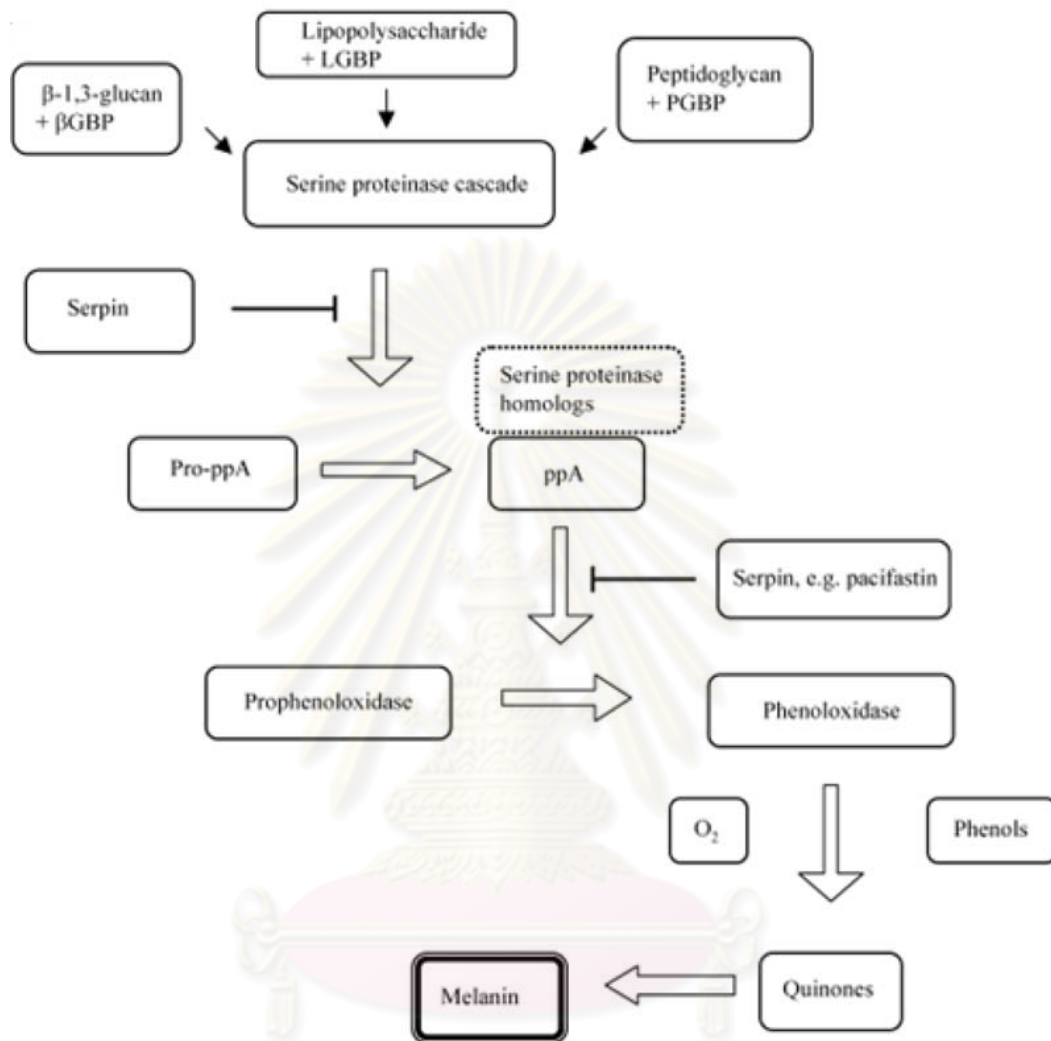 Lipopolysaccharide
+ LGBP
β-1,3-glucan
+ βGBP
Peptidoglycan
+ PGBP
Serine proteinase cascade
Serpin
Serine proteinase
homologs
Pro-ppA
ppA
Serpin, e.g. pacifastin
Prophenoloxidase
Phenoloxidase
O₂
Phenols
Melanin
Quinones